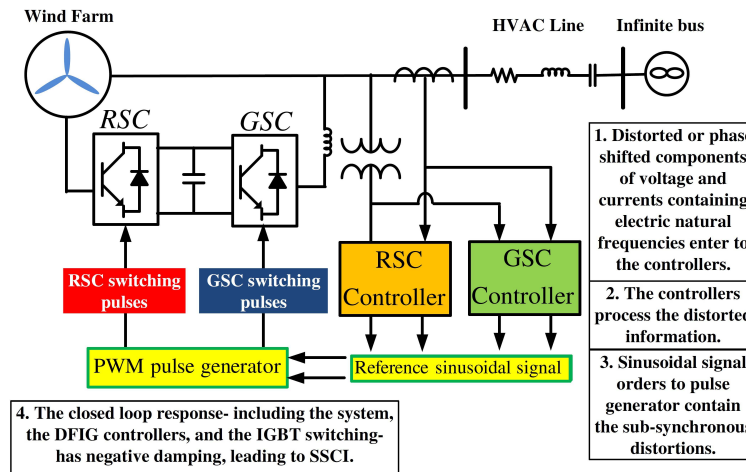 Wind Farm
HVAC Line
Infinite bus
RSC
GSC
1. Distorted or phase
shifted components
of voltage and
currents containing
electric natural
frequencies enter to
the controllers.
RSC
Controller
GSC
Controller
RSC switching
pulses
GSC switching
pulses
2. The controllers
process the distorted
information.
PWM pulse generator
Reference sinusoidal signal
3. Sinusoidal signal
orders to pulse
generator contain
the sub-synchronous
distortions.
4. The closed loop response- including the system,
the DFIG controllers, and the IGBT switching-
has negative damping, leading to SSCI.